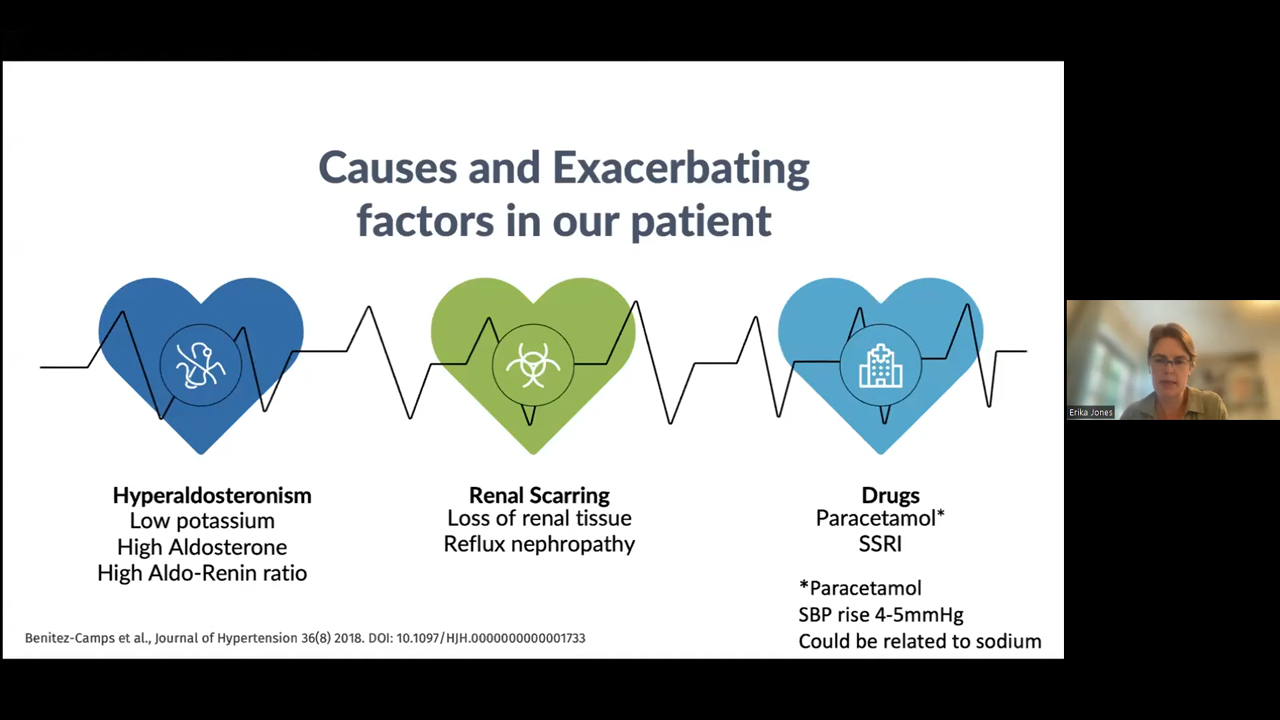 Causes and Exacerbating
factors in our patient
Hyperaldosteronism
Low potassium
High Aldosterone
High Aldo-Renin ratio
Renal Scarring
Loss of renal tissue
Reflux nephropathy
Drugs
Paracetamol*
SSRI
*Paracetamol
SBP rise 4-5mmHg
Could be related to sodium
Benitez-Camps et al., Journal of Hypertension 36(8) 2018. DOI: 10.1097/HJH.0000000000001733
Erika Jones